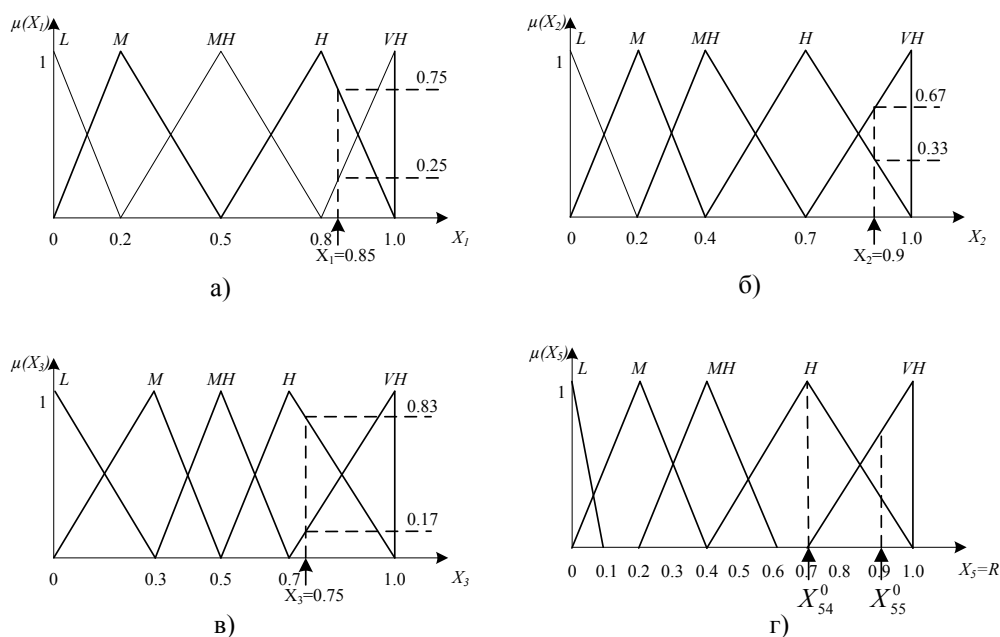 μ(X₁)
L M MH H VH
1
0.75
0.25
0 0.2 0.5 0.8 1.0 X₁
X₁=0.85
а)
μ(X₂)
L M MH H VH
1
0.67
0.33
0 0.2 0.4 0.7 1.0 X₂
X₂=0.9
б)
μ(X₃)
L M MH H VH
1
0.83
0.17
0 0.3 0.5 0.7 1.0 X₃
X₃=0.75
в)
μ(X₅)
L M MH H VH
1
0 0.1 0.2 0.3 0.4 0.6 0.7 0.8 0.9 1.0 X₅=R
X⁰₅₄ X⁰₅₅
г)